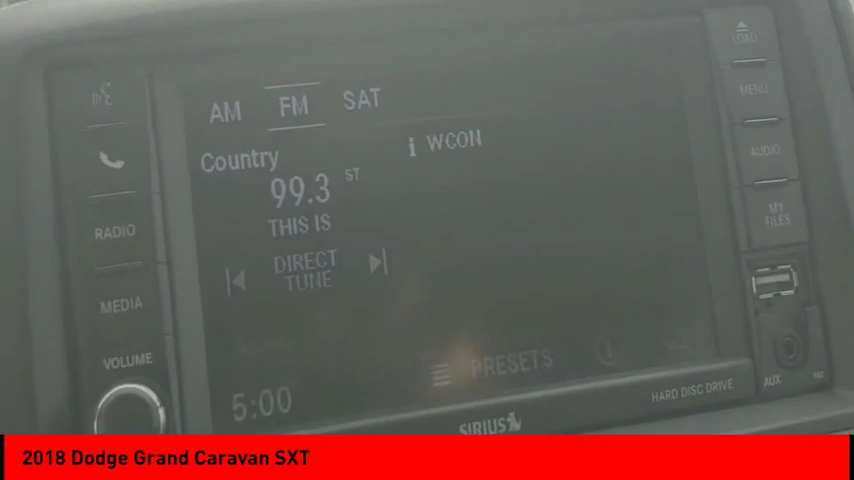 LOAD
AM FM SAT
MENU
Country i WCON
99.3 ST
AUDIO
THIS IS
MY
FILES
RADIO
DIRECT
TUNE
MEDIA
VOLUME
PRESETS
5:00
HARD DISC DRIVE
AUX
SIRIUS
2018 Dodge Grand Caravan SXT